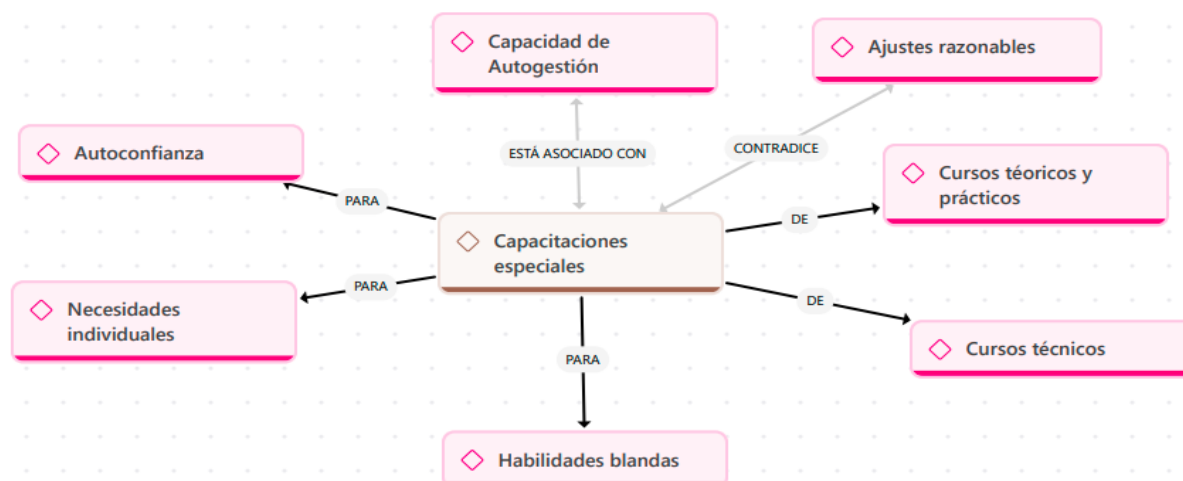 Capacidad de
Autogestión
Ajustes razonables
Autoconfianza
ESTÁ ASOCIADO CON
CONTRADICE
Cursos téoricos y
prácticos
PARA
DE
Capacitaciones
especiales
Necesidades
individuales
PARA
DE
Cursos técnicos
PARA
Habilidades blandas